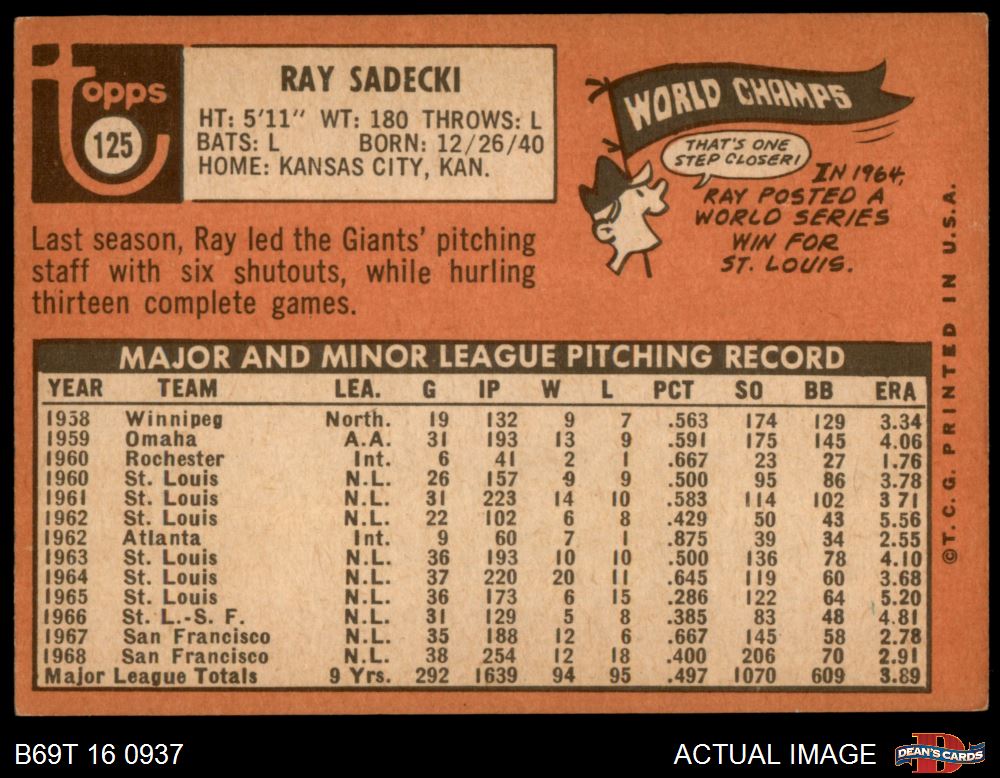 Topps
125
RAY SADECKI
HT: 5'11" WT: 180 THROWS: L
BATS: L BORN: 12/26/40
HOME: KANSAS CITY, KAN.
WORLD CHAMPS
THAT'S ONE
STEP CLOSER!
IN 1964,
RAY POSTED A
WORLD SERIES
WIN FOR
ST. LOUIS.
Last season, Ray led the Giants' pitching
staff with six shutouts, while hurling
thirteen complete games.
MAJOR AND MINOR LEAGUE PITCHING RECORD
YEAR TEAM LEA. G IP W L PCT SO BB ERA
1958 Winnipeg North. 19 132 9 7 .563 174 129 3.34
1959 Omaha A.A. 31 193 13 9 .591 175 145 4.06
1960 Rochester Int. 6 41 2 1 .667 23 27 1.76
1960 St. Louis N.L. 26 157 9 9 .500 95 86 3.78
1961 St. Louis N.L. 31 223 14 10 .583 114 102 3 71
1962 St. Louis N.L. 22 102 6 8 .429 50 43 5.56
1962 Atlanta Int. 9 60 7 1 .875 39 34 2.55
1963 St. Louis N.L. 36 193 10 10 .500 136 78 4.10
1964 St. Louis N.L. 37 220 20 11 .645 119 60 3.68
1965 St. Louis N.L. 36 173 6 15 .286 122 64 5.20
1966 St. L.-S. F. N.L. 31 129 5 8 .385 83 48 4.81
1967 San Francisco N.L. 35 188 12 6 .667 145 58 2.78
1968 San Francisco N.L. 38 254 12 18 .400 206 70 2.91
Major League Totals 9 Yrs. 292 1639 94 95 .497 1070 609 3.89
©T. C. G. PRINTED IN U.S.A.
B69T 16 0937
ACTUAL IMAGE
DEAN'S CARDS